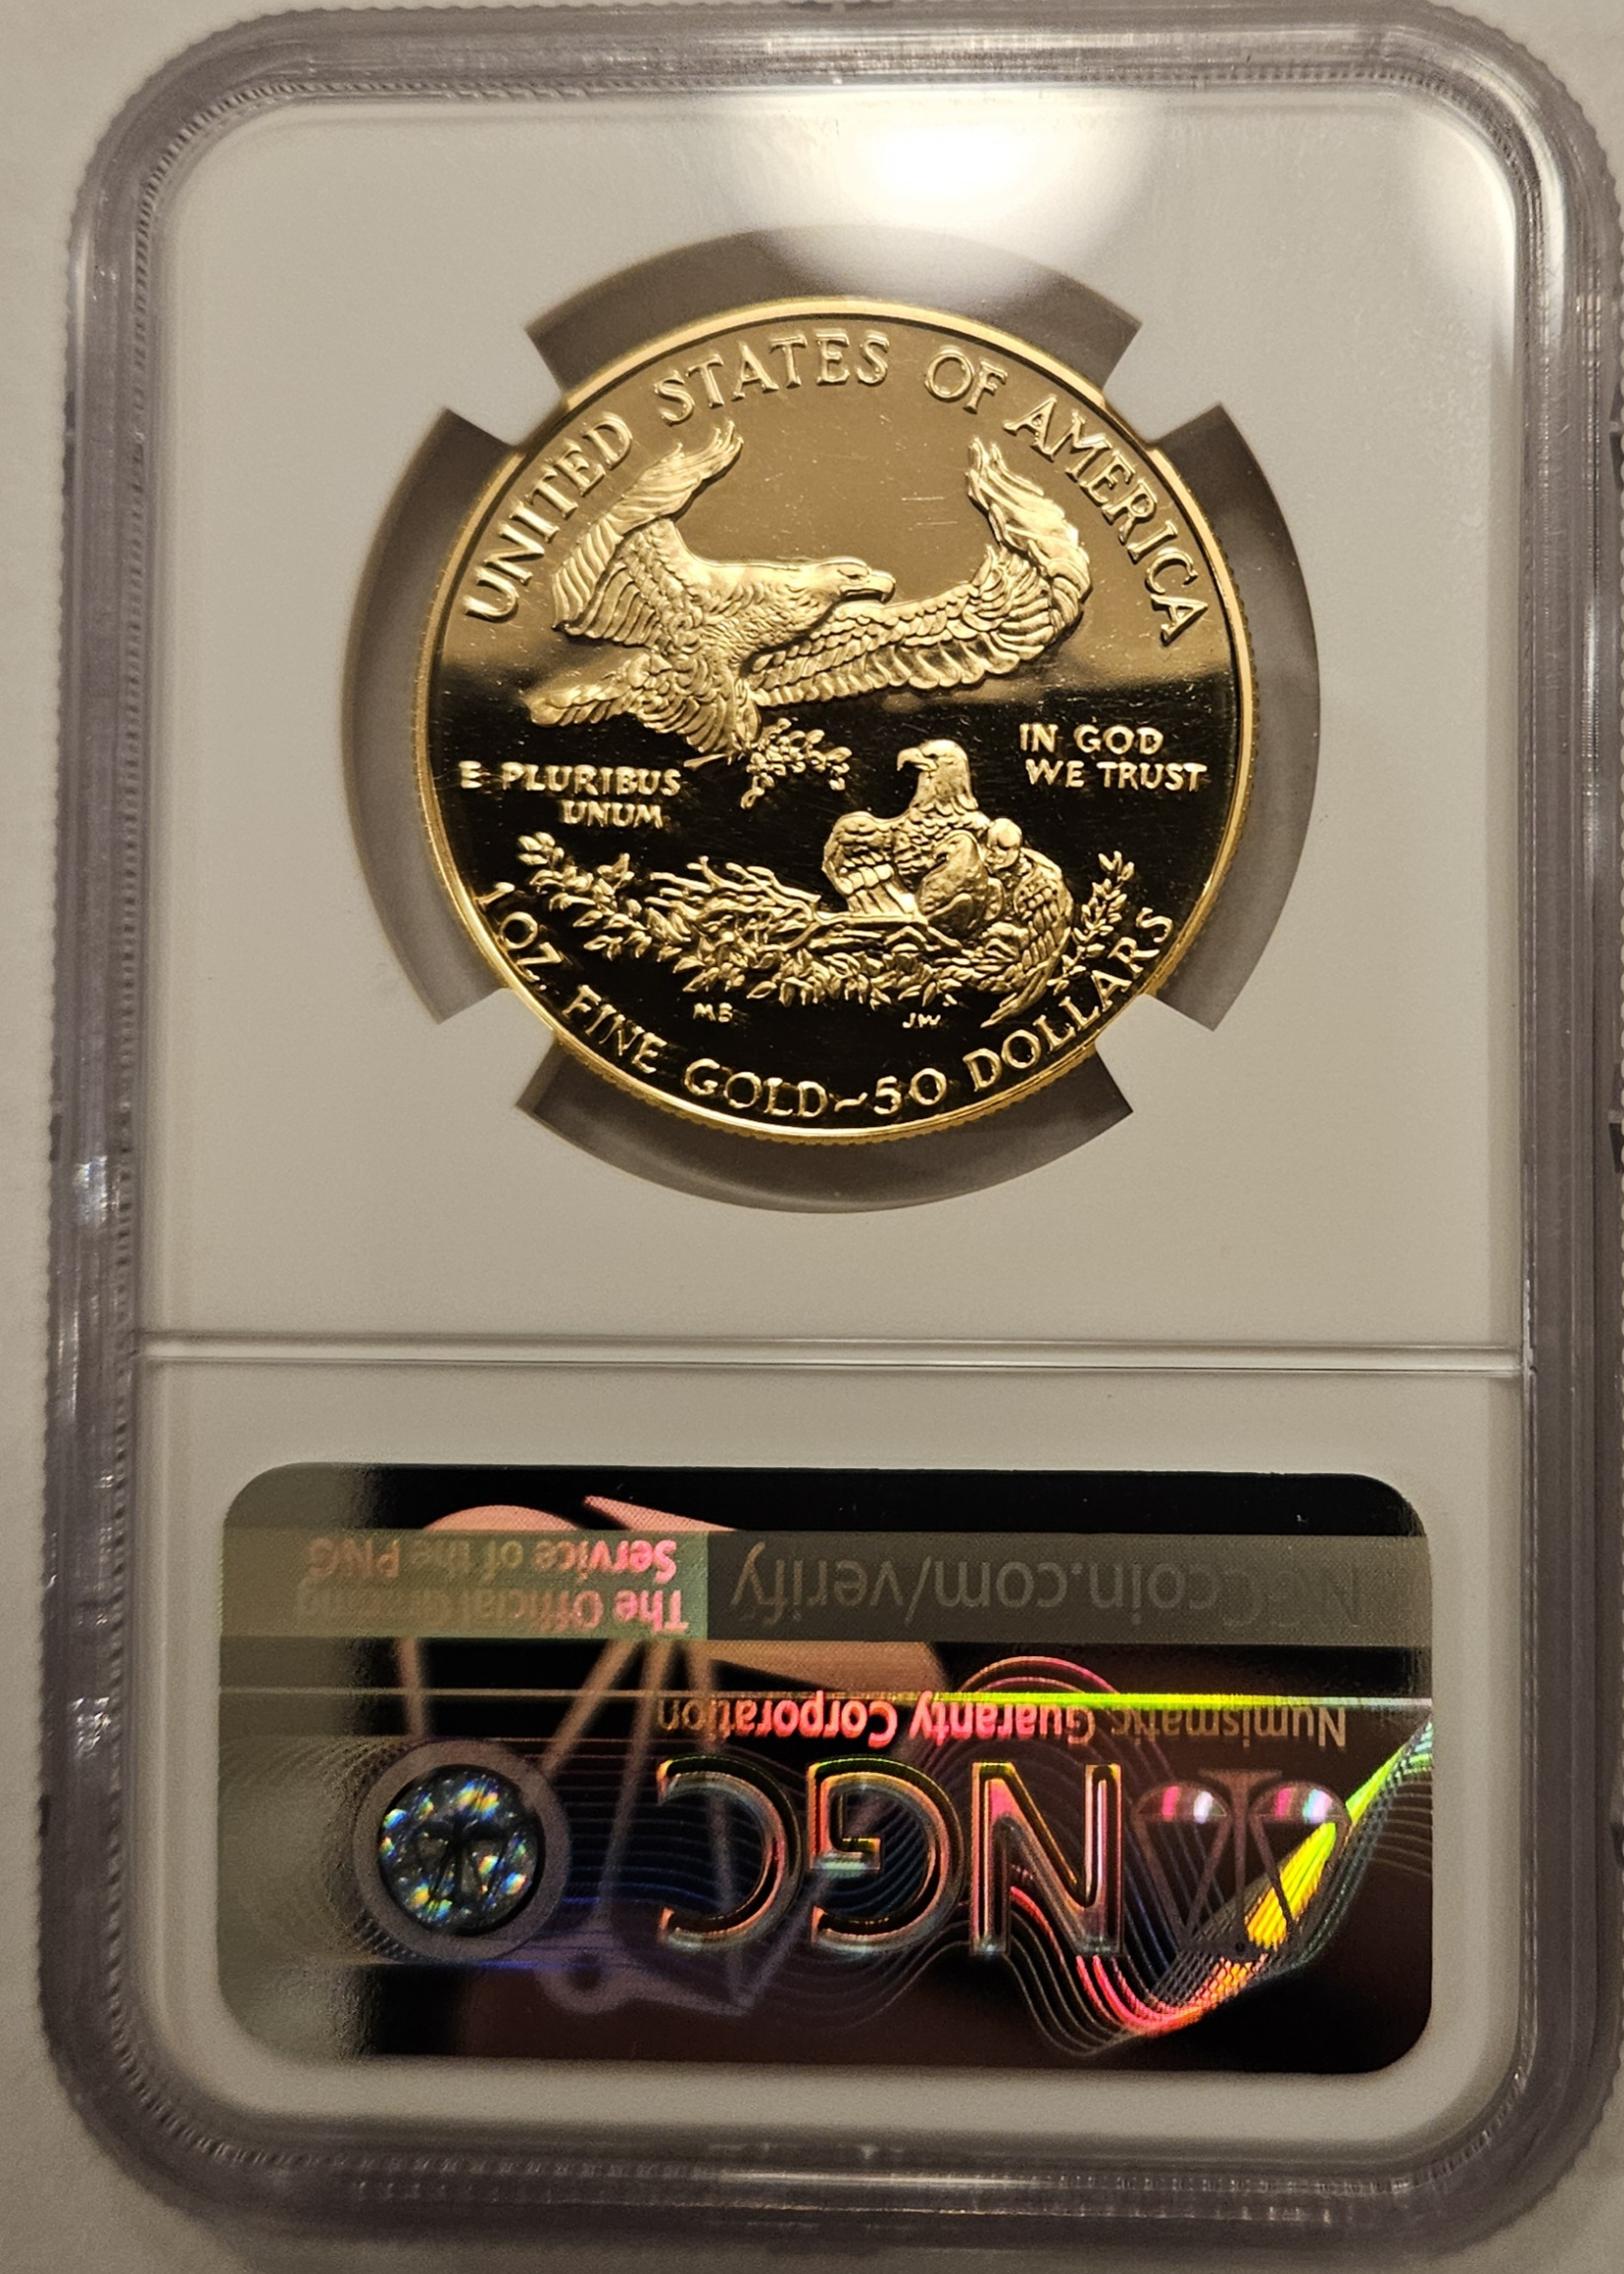 UNITED STATES OF AMERICA
E PLURIBUS
UNUM
IN GOD
WE TRUST
MB
JW
1 OZ. FINE GOLD~50 DOLLARS
NGC
Numismatic Guaranty Corporation
NGCcoin.com/verify
The Official Grading
Service of the PNG